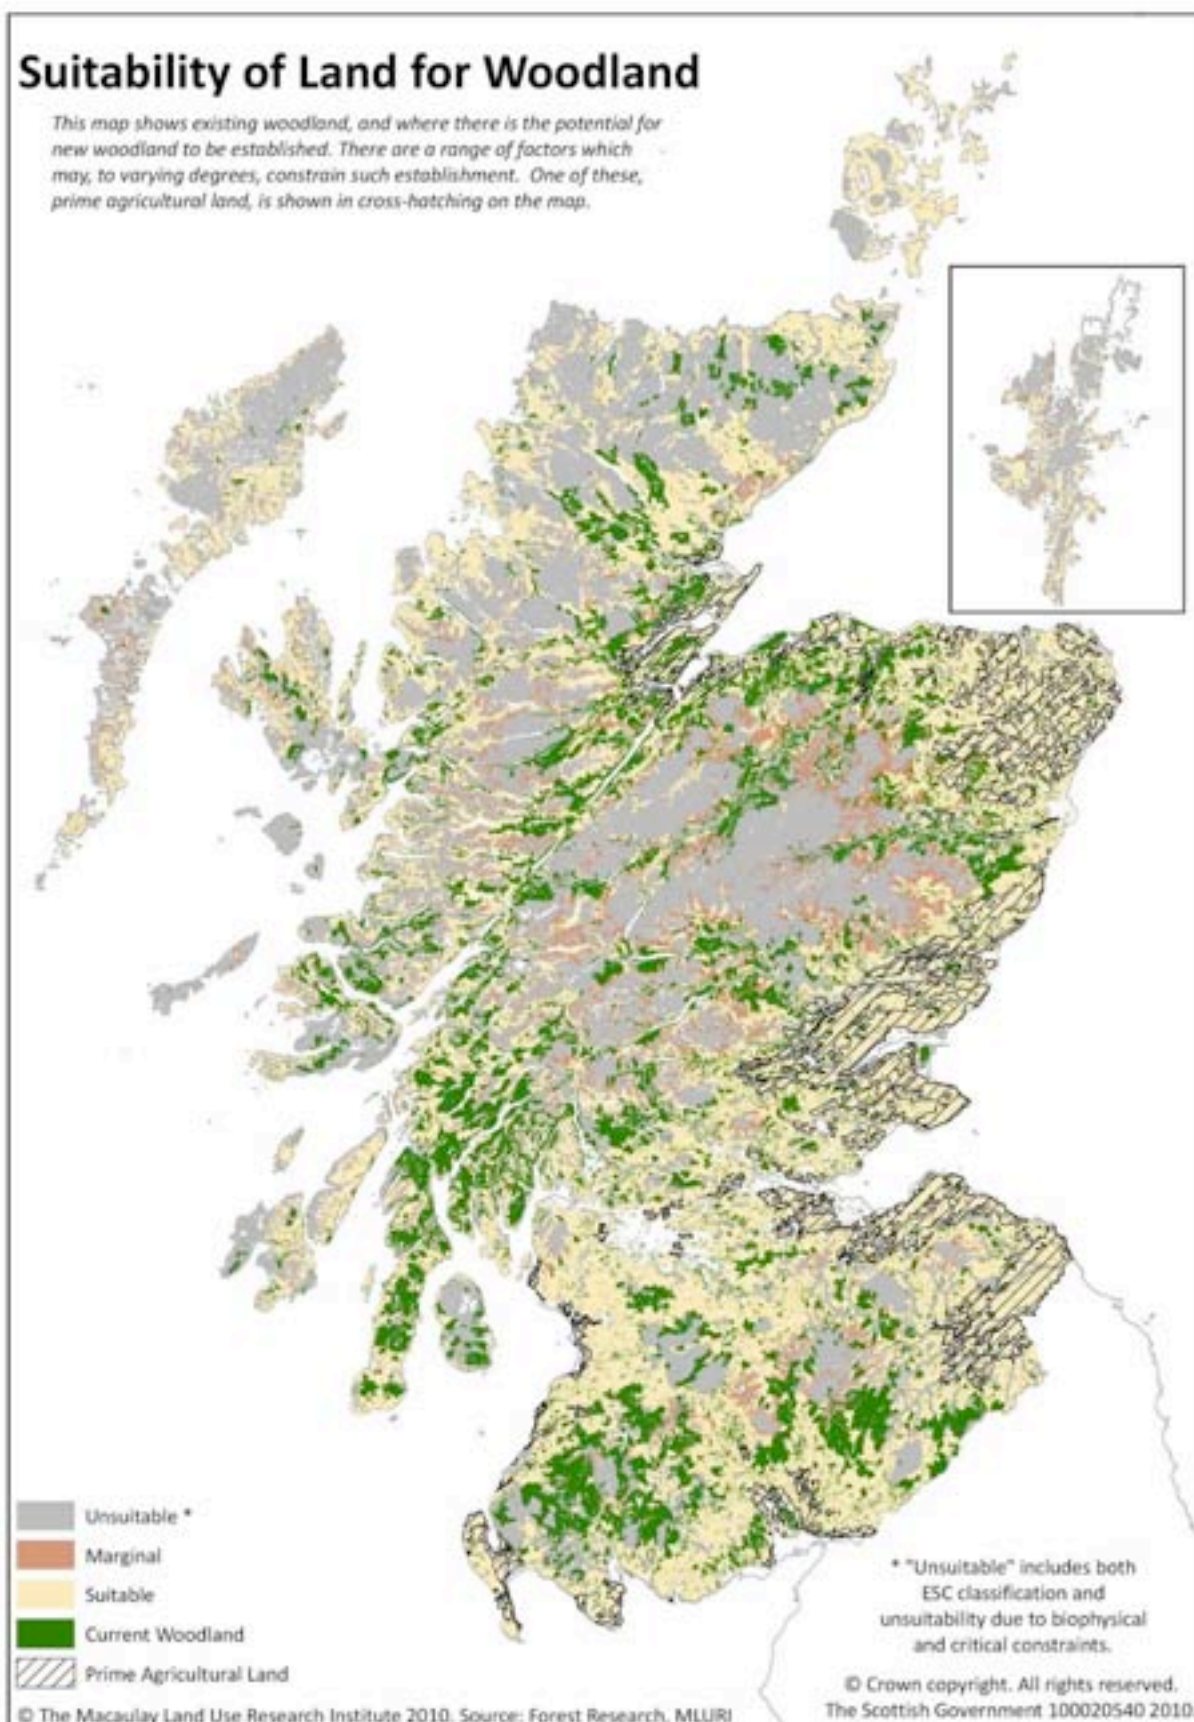 Suitability of Land for Woodland
This map shows existing woodland, and where there is the potential for
new woodland to be established. There are a range of factors which
may, to varying degrees, constrain such establishment. One of these,
prime agricultural land, is shown in cross-hatching on the map.
Unsuitable *
Marginal
Suitable
Current Woodland
Prime Agricultural Land
* "Unsuitable" includes both
ESC classification and
unsuitability due to biophysical
and critical constraints.
© Crown copyright. All rights reserved.
The Scottish Government 100020540 2010
© The Macaulay Land Use Research Institute 2010. Source: Forest Research, MLURI